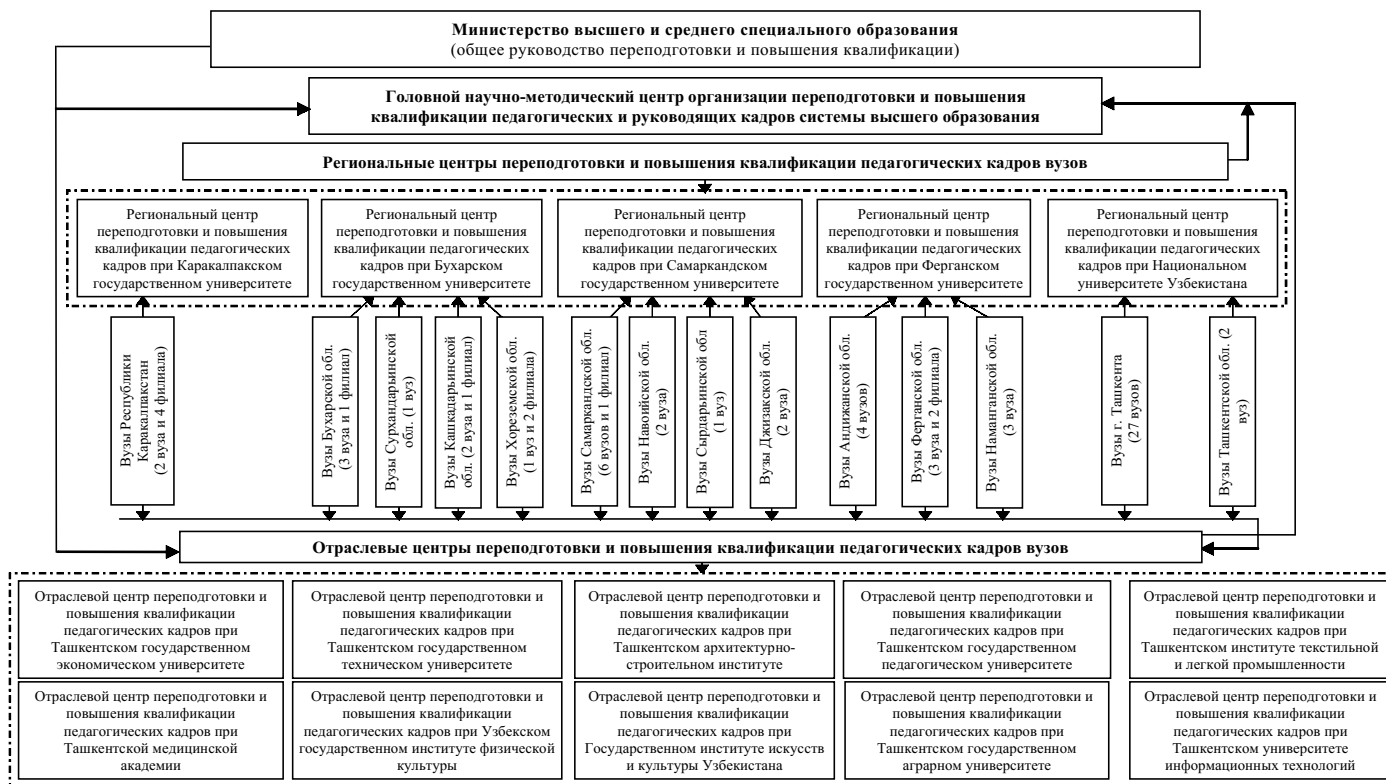 Министерство высшего и среднего специального образования
(общее руководство переподготовки и повышения квалификации)
Головной научно-методический центр организации переподготовки и повышения
квалификации педагогических и руководящих кадров системы высшего образования
Региональные центры переподготовки и повышения квалификации педагогических кадров вузов
Региональный центр
переподготовки и повышения
квалификации педагогических
кадров при Каракалпакском
государственном университете
Региональный центр
переподготовки и повышения
квалификации педагогических
кадров при Бухарском
государственном университете
Региональный центр
переподготовки и повышения
квалификации педагогических
кадров при Самаркандском
государственном университете
Региональный центр
переподготовки и повышения
квалификации педагогических
кадров при Ферганском
государственном университете
Региональный центр
переподготовки и повышения
квалификации педагогических
кадров при Национальном
университете Узбекистана
Вузы Республики
Каракалпакстан
(2 вуза и 4 филиала)
Вузы Бухарской обл.
(3 вуза и 1 филиал)
Вузы Сурхандарьинской
обл. (1 вуз)
Вузы Кашкадарьинской
обл. (2 вуза и 1 филиал)
Вузы Хореземской обл.
(1 вуз и 2 филиала)
Вузы Самаркандской обл.
(6 вузов и 1 филиал)
Вузы Навоийской обл.
(2 вуза)
Вузы Сырдарьинской обл
(1 вуз)
Вузы Джизакской обл.
(2 вуза)
Вузы Андижанской обл.
(4 вузов)
Вузы Ферганской обл.
(3 вуза и 2 филиала)
Вузы Наманганской обл.
(3 вуза)
Вузы г. Ташкента
(27 вузов)
Вузы Ташкентской обл. (2
вуз)
Отраслевые центры переподготовки и повышения квалификации педагогических кадров вузов
Отраслевой центр переподготовки и
повышения квалификации
педагогических кадров при
Ташкентском государственном
экономическом университете
Отраслевой центр переподготовки и
повышения квалификации
педагогических кадров при
Ташкентском государственном
техническом университете
Отраслевой центр переподготовки и
повышения квалификации
педагогических кадров при
Ташкентском архитектурно-
строительном институте
Отраслевой центр переподготовки и
повышения квалификации
педагогических кадров при
Ташкентском государственном
педагогическом университете
Отраслевой центр переподготовки и
повышения квалификации
педагогических кадров при
Ташкентском институте текстильной
и легкой промышленности
Отраслевой центр переподготовки и
повышения квалификации
педагогических кадров при
Ташкентской медицинской
академии
Отраслевой центр переподготовки и
повышения квалификации
педагогических кадров при Узбекском
государственном институте физической
культуры
Отраслевой центр переподготовки и
повышения квалификации
педагогических кадров при
Государственном институте искусств
и культуры Узбекистана
Отраслевой центр переподготовки и
повышения квалификации
педагогических кадров при
Ташкентском государственном
аграрном университете
Отраслевой центр переподготовки и
повышения квалификации
педагогических кадров при
Ташкентском университете
информационных технологий